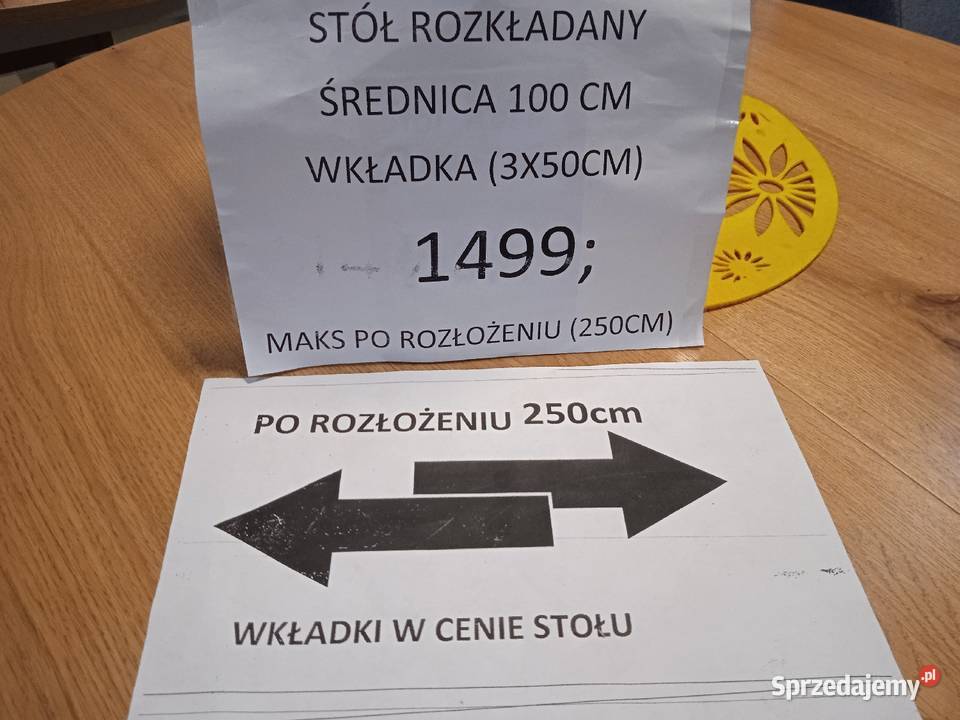 STÓŁ ROZKŁADANY
ŚREDNICA 100 CM
WKŁADKA (3X50CM)
1499;
MAKS PO ROZŁOŻENIU (250CM)
PO ROZŁOŻENIU 250cm
WKŁADKI W CENIE STOŁU
Sprzedajemy.pl